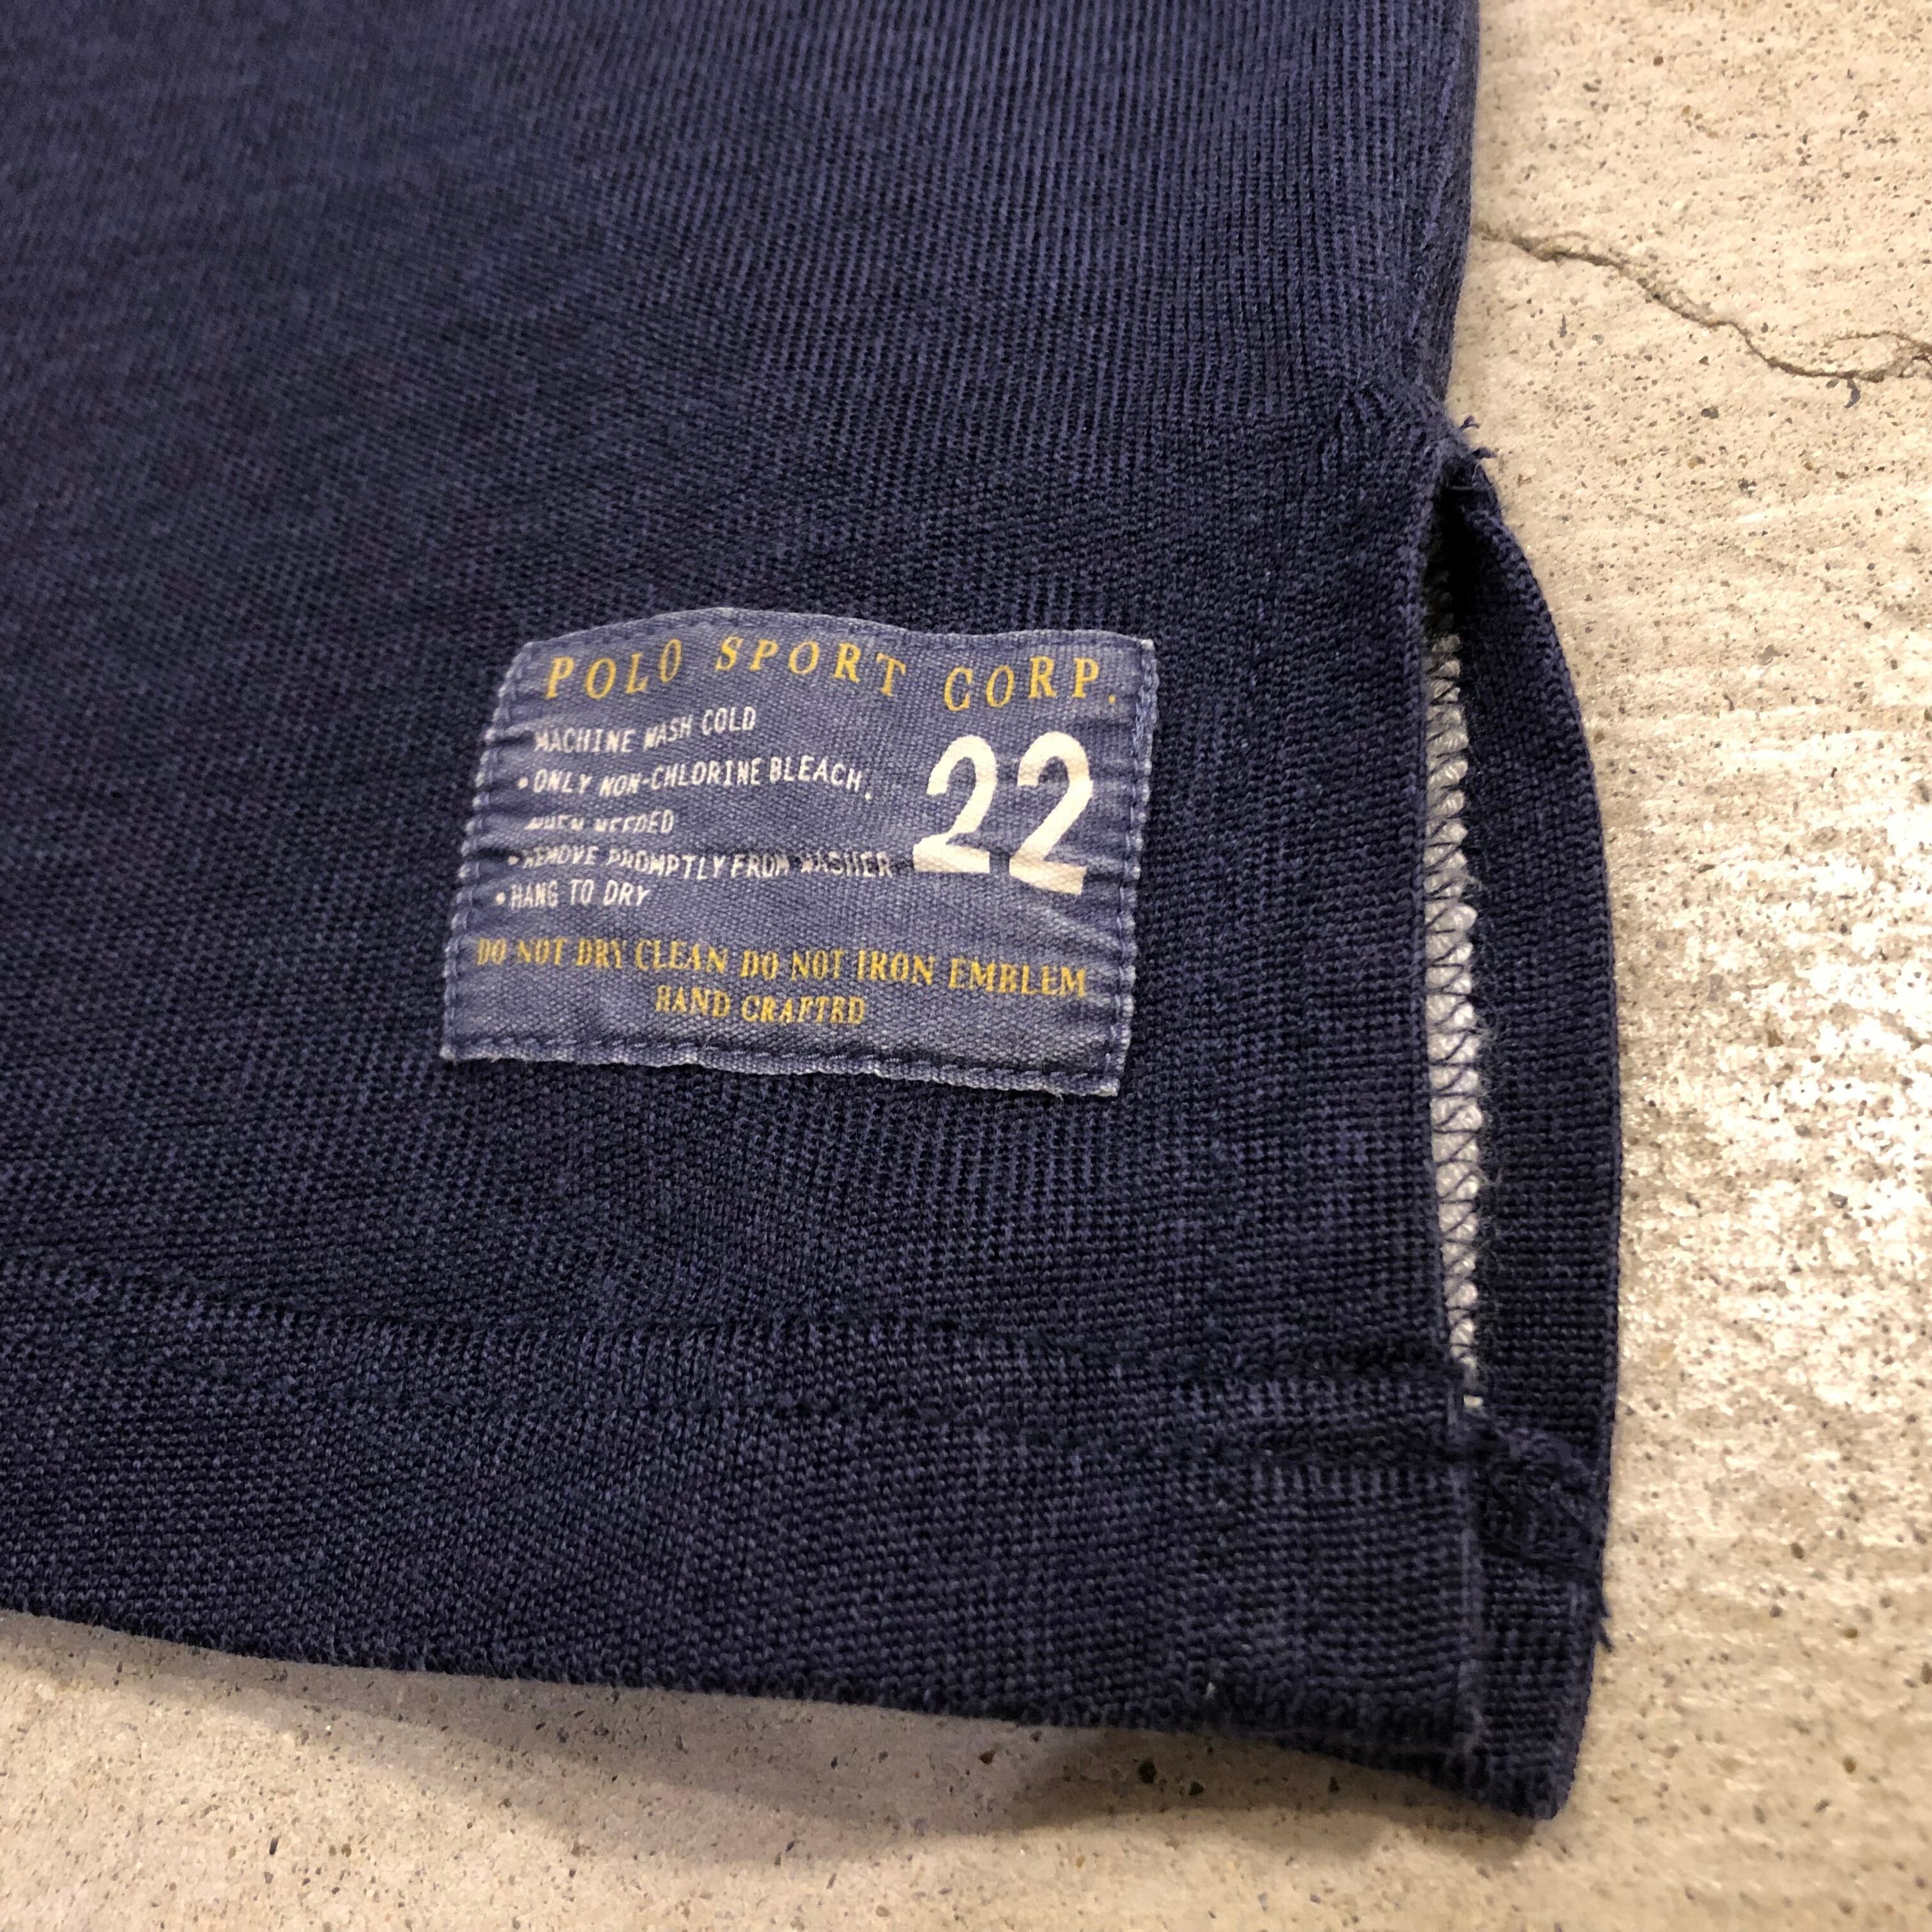 POLO SPORT CORP.
MACHINE WASH COLD
• ONLY NON-CHLORINE BLEACH,
WHEN NEEDED
• REMOVE PROMPTLY FROM WASHER
• HANG TO DRY
22
DO NOT DRY CLEAN DO NOT IRON EMBLEM
HAND CRAFTED